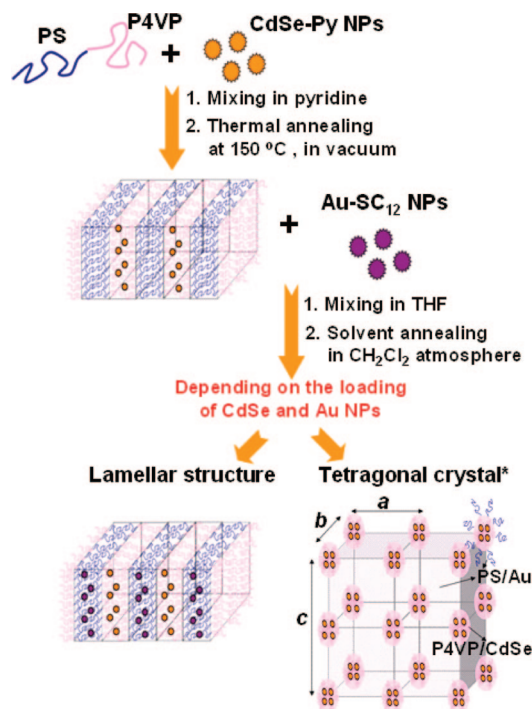 PS
P4VP
+
CdSe-Py NPs
1. Mixing in pyridine
2. Thermal annealing
at 150 ºC , in vacuum
+
Au-SC₁₂ NPs
1. Mixing in THF
2. Solvent annealing
in CH₂Cl₂ atmosphere
Depending on the loading
of CdSe and Au NPs
Lamellar structure
Tetragonal crystal*
a
b
c
PS/Au
P4VP/CdSe